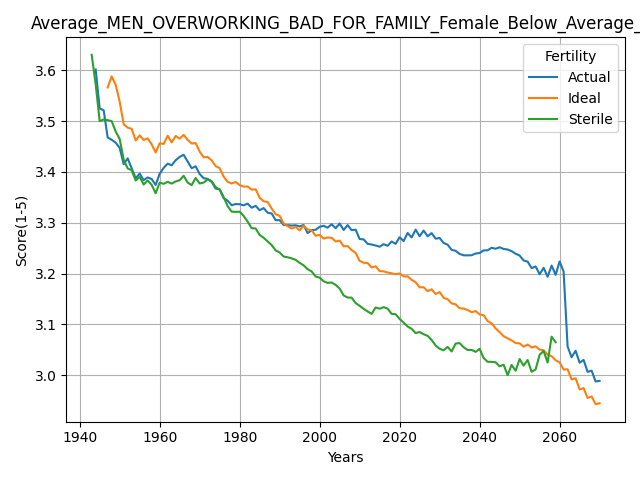 Average_MEN_OVERWORKING_BAD_FOR_FAMILY_Female_Below_Average_
Fertility
Actual
Ideal
Sterile
Score(1-5)
3.6
3.5
3.4
3.3
3.2
3.1
3.0
1940 1960 1980 2000 2020 2040 2060
Years